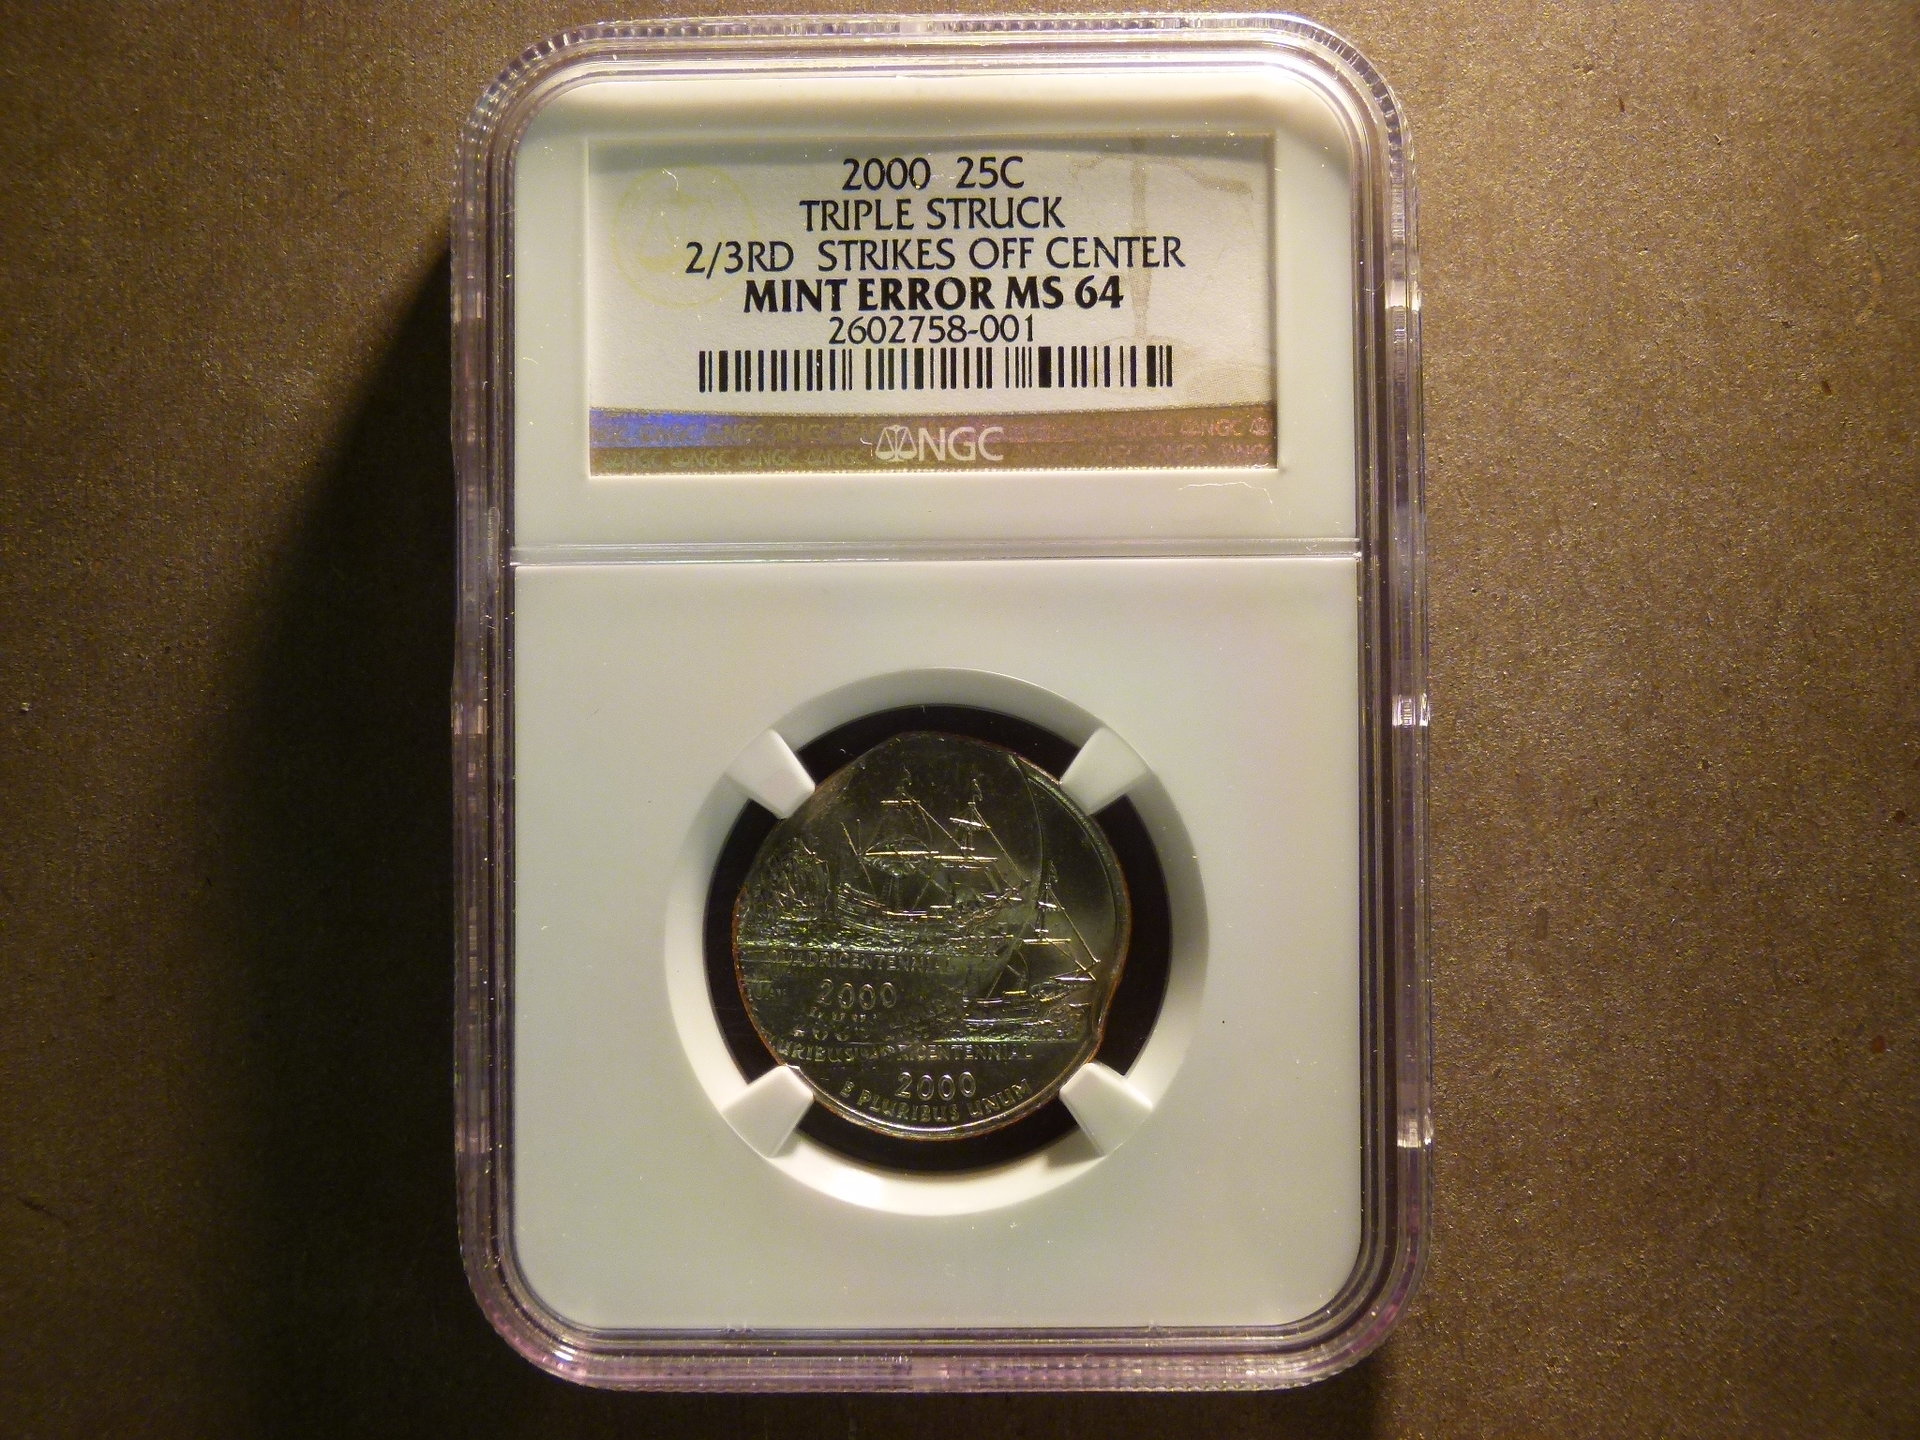 2000 25C
TRIPLE STRUCK
2/3RD STRIKES OFF CENTER
MINT ERROR MS 64
2602758-001
NGC
QUADRICENTENNIAL
2000
PLURIBUS RICENTENNIAL
2000
E PLURIBUS UNUM